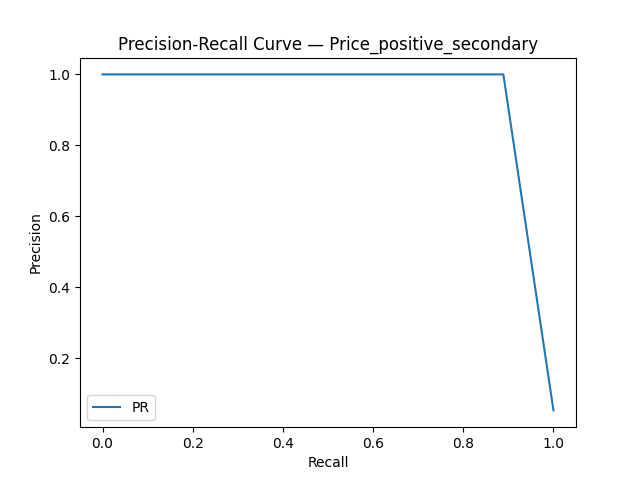 Precision-Recall Curve — Price_positive_secondary
1.0
0.8
0.6
0.4
0.2
Precision
PR
0.0 0.2 0.4 0.6 0.8 1.0
Recall